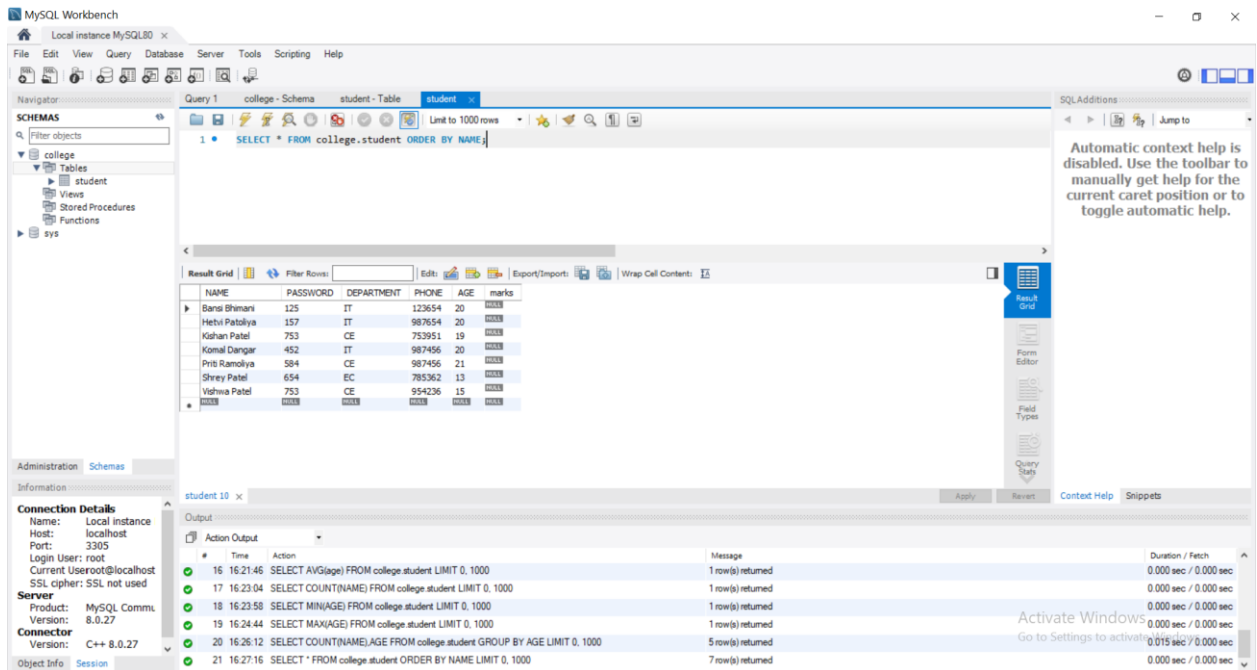 MySQL Workbench
Local instance MySQL80
File Edit View Query Database Server Tools Scripting Help
Navigator
SCHEMAS
Filter objects
college
Tables
student
Views
Stored Procedures
Functions
sys
Administration Schemas
Information
Connection Details
Name: Local instance
Host: localhost
Port: 3305
Login User: root
Current Useroot@localhost
SSL cipher: SSL not used
Server
Product: MySQL Commu
Version: 8.0.27
Connector
Version: C++ 8.0.27
Object Info Session
Query 1 college - Schema student - Table student
Limit to 1000 rows
1 SELECT * FROM college.student ORDER BY NAME;
Result Grid Filter Rows: Edit: Export/Import: Wrap Cell Content:
NAME PASSWORD DEPARTMENT PHONE AGE marks
Bansi Bhimani 125 IT 123654 20 NULL
Hetvi Patoliya 157 IT 987654 20 NULL
Kishan Patel 753 CE 753951 19 NULL
Komal Dangar 452 IT 987456 20 NULL
Priti Ramoliya 584 CE 987456 21 NULL
Shrey Patel 654 EC 785362 13 NULL
Vishwa Patel 753 CE 954236 15 NULL
NULL NULL NULL NULL NULL NULL
Result
Grid
Form
Editor
Field
Types
Query
Stats
student 10 Apply Revert
Output
Action Output
# Time Action Message Duration / Fetch
16 16:21:46 SELECT AVG(age) FROM college.student LIMIT 0, 1000 1 row(s) returned 0.000 sec / 0.000 sec
17 16:23:04 SELECT COUNT(NAME) FROM college.student LIMIT 0, 1000 1 row(s) returned 0.000 sec / 0.000 sec
18 16:23:58 SELECT MIN(AGE) FROM college.student LIMIT 0, 1000 1 row(s) returned 0.000 sec / 0.000 sec
19 16:24:44 SELECT MAX(AGE) FROM college.student LIMIT 0, 1000 1 row(s) returned 0.000 sec / 0.000 sec
20 16:26:12 SELECT COUNT(NAME),AGE FROM college.student GROUP BY AGE LIMIT 0, 1000 5 row(s) returned 0.015 sec / 0.000 sec
21 16:27:16 SELECT * FROM college.student ORDER BY NAME LIMIT 0, 1000 7 row(s) returned 0.000 sec / 0.000 sec
SQLAdditions
Jump to
Automatic context help is
disabled. Use the toolbar to
manually get help for the
current caret position or to
toggle automatic help.
Context Help Snippets
Activate Windows
Go to Settings to activate Windows.